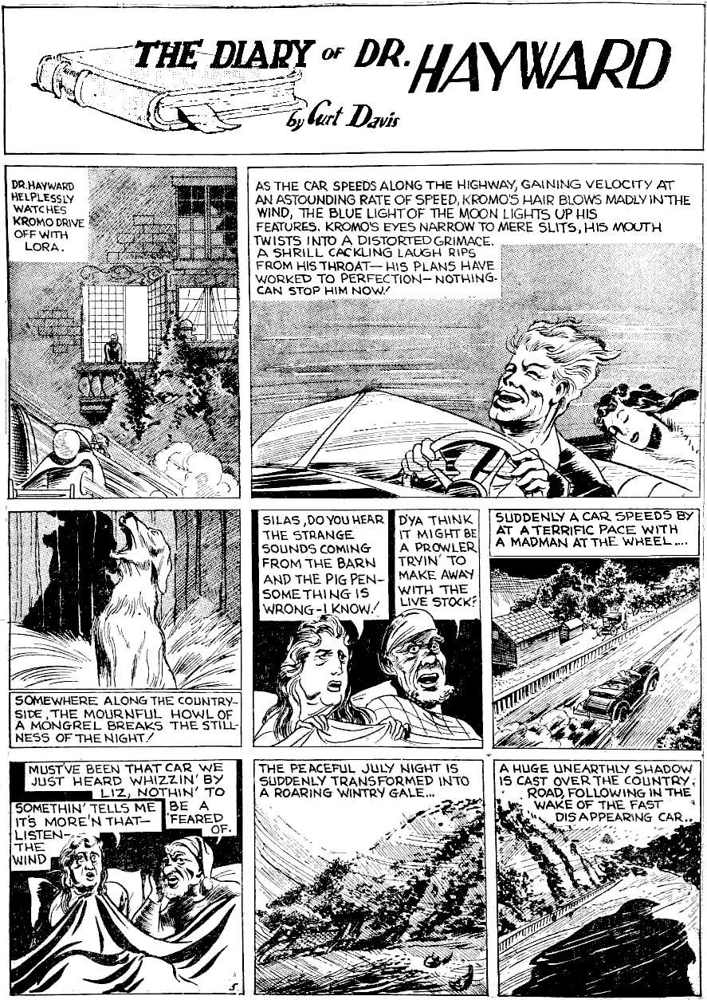 THE DIARY OF DR. HAYWARD
by Curt Davis
DR. HAYWARD
HELPLESSLY
WATCHES
KROMO DRIVE
OFF WITH
LORA.
AS THE CAR SPEEDS ALONG THE HIGHWAY, GAINING VELOCITY AT
AN ASTOUNDING RATE OF SPEED, KROMO'S HAIR BLOWS MADLY IN THE
WIND, THE BLUE LIGHT OF THE MOON LIGHTS UP HIS
FEATURES. KROMO'S EYES NARROW TO MERE SLITS, HIS MOUTH
TWISTS INTO A DISTORTED GRIMACE.
A SHRILL CACKLING LAUGH RIPS
FROM HIS THROAT— HIS PLANS HAVE
WORKED TO PERFECTION— NOTHING-
CAN STOP HIM NOW!
SOMEWHERE ALONG THE COUNTRY-
SIDE, THE MOURNFUL HOWL OF
A MONGREL BREAKS THE STILL-
NESS OF THE NIGHT!
SILAS, DO YOU HEAR
THE STRANGE
SOUNDS COMING
FROM THE BARN
AND THE PIG PEN-
SOMETHING IS
WRONG-I KNOW!
D'YA THINK
IT MIGHT BE
A PROWLER
TRYIN' TO
MAKE AWAY
WITH THE
LIVE STOCK?
SUDDENLY A CAR SPEEDS BY
AT A TERRIFIC PACE WITH
A MADMAN AT THE WHEEL....
MUST'VE BEEN THAT CAR WE
JUST HEARD WHIZZIN' BY
LIZ, NOTHIN' TO
BE A
'FEARED
OF.
SOMETHIN' TELLS ME
IT'S MORE'N THAT—
LISTEN—
THE
WIND
5
THE PEACEFUL JULY NIGHT IS
SUDDENLY TRANSFORMED INTO
A ROARING WINTRY GALE...
A HUGE UNEARTHLY SHADOW
IS CAST OVER THE COUNTRY
ROAD, FOLLOWING IN THE
WAKE OF THE FAST
DISAPPEARING CAR..